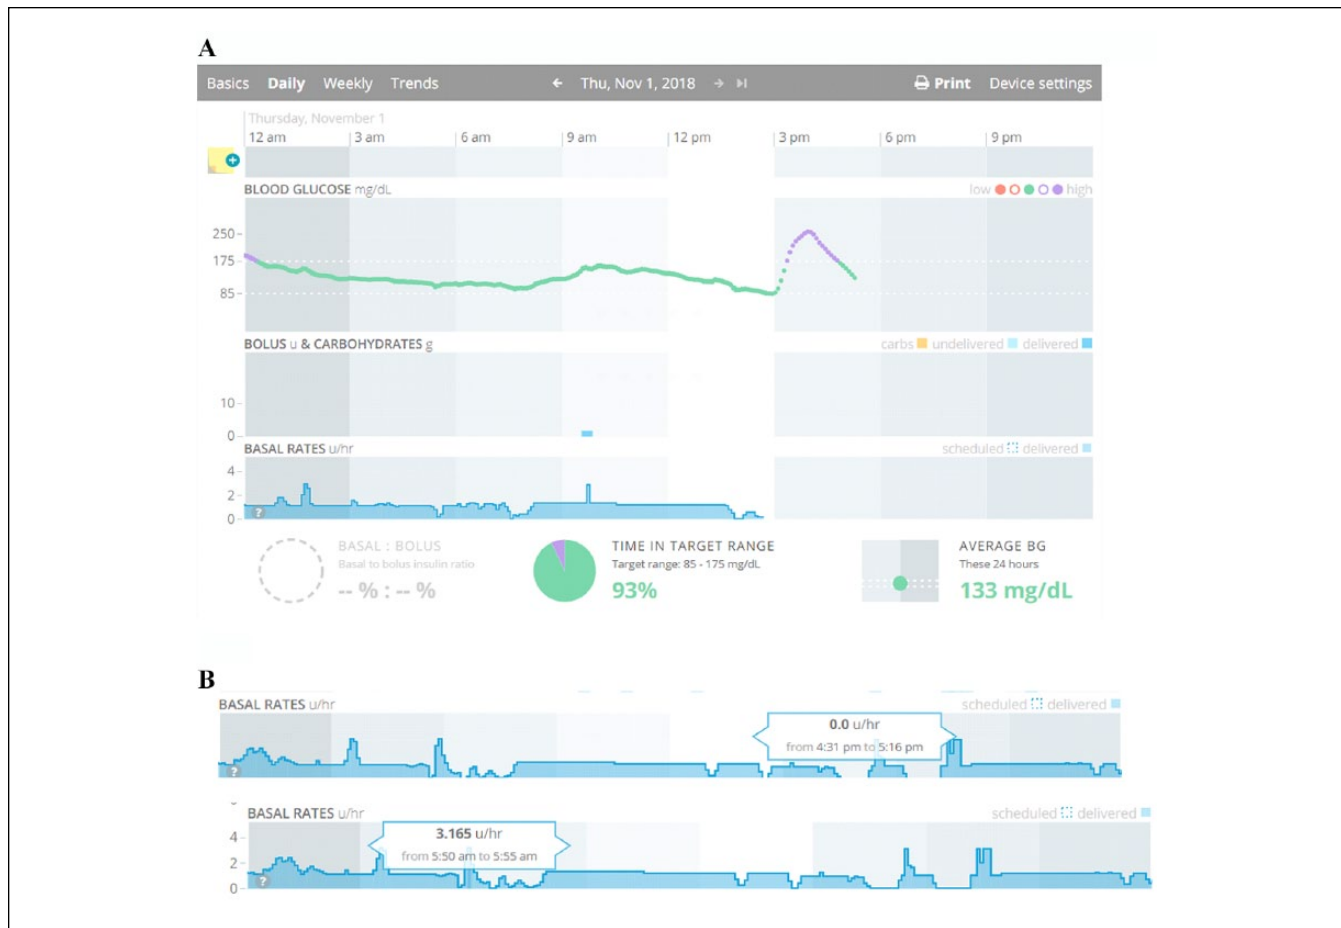 A
Basics Daily Weekly Trends ← Thu, Nov 1, 2018 → Print Device settings
Thursday, November 1
12 am 3 am 6 am 9 am 12 pm 3 pm 6 pm 9 pm
BLOOD GLUCOSE mg/dL low high
250
175
85
BOLUS u & CARBOHYDRATES g carbs undelivered delivered
10
0
BASAL RATES u/hr scheduled delivered
4
2
0
?
BASAL : BOLUS
Basal to bolus insulin ratio
-- % : -- %
TIME IN TARGET RANGE
Target range: 85 - 175 mg/dL
93%
AVERAGE BG
These 24 hours
133 mg/dL
B
BASAL RATES u/hr scheduled delivered
0.0 u/hr
from 4:31 pm to 5:16 pm
?
BASAL RATES u/hr scheduled delivered
4
3.165 u/hr
from 5:50 am to 5:55 am
2
0
?